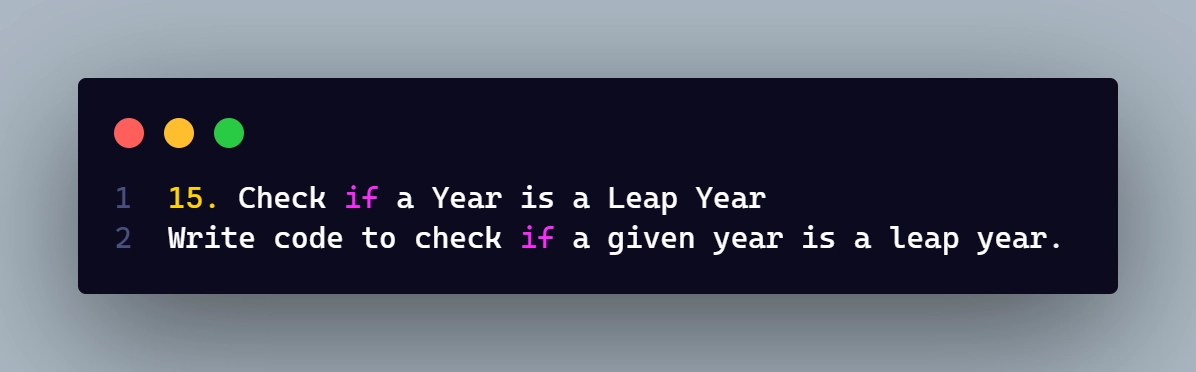 1 15. Check if a Year is a Leap Year
2 Write code to check if a given year is a leap year.